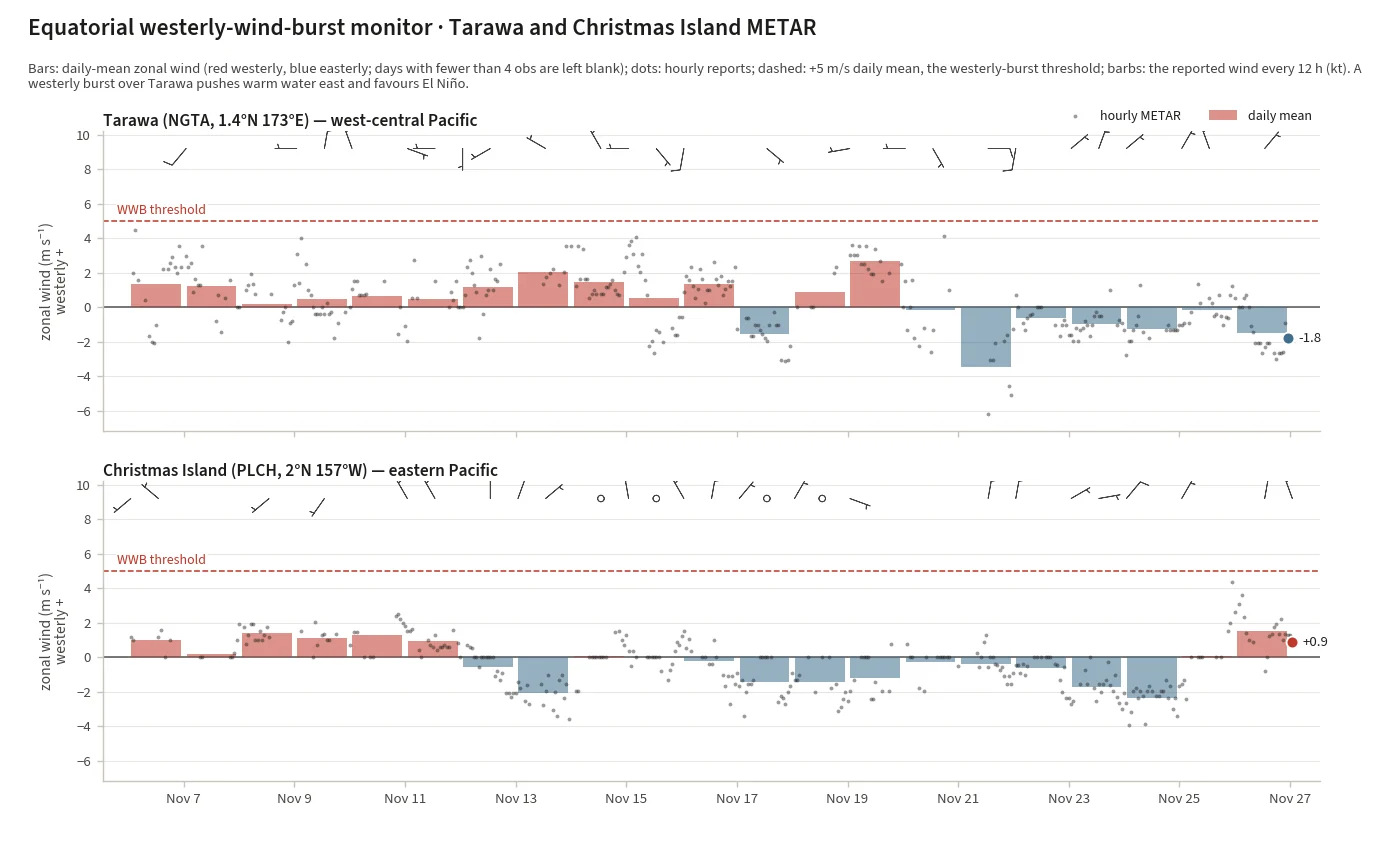 Equatorial westerly-wind-burst monitor · Tarawa and Christmas Island METAR
Bars: daily-mean zonal wind (red westerly, blue easterly; days with fewer than 4 obs are left blank); dots: hourly reports; dashed: +5 m/s daily mean, the westerly-burst threshold; barbs: the reported wind every 12 h (kt). A
westerly burst over Tarawa pushes warm water east and favours El Niño.
Tarawa (NGTA, 1.4°N 173°E) — west-central Pacific
hourly METAR
daily mean
10
8
6
4
2
0
−2
−4
−6
zonal wind (m s⁻¹)
westerly +
WWB threshold
-1.8
Christmas Island (PLCH, 2°N 157°W) — eastern Pacific
10
8
6
4
2
0
−2
−4
−6
zonal wind (m s⁻¹)
westerly +
WWB threshold
+0.9
Nov 7
Nov 9
Nov 11
Nov 13
Nov 15
Nov 17
Nov 19
Nov 21
Nov 23
Nov 25
Nov 27